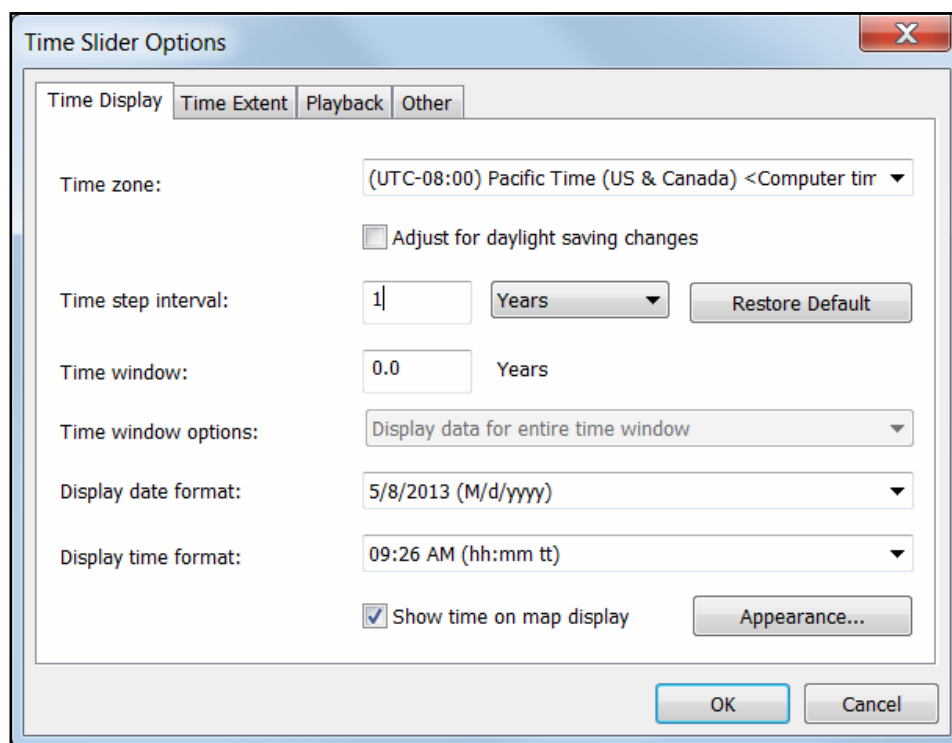 Time Slider Options
Time Display Time Extent Playback Other
Time zone: (UTC-08:00) Pacific Time (US & Canada) <Computer tim
Adjust for daylight saving changes
Time step interval: 1 Years Restore Default
Time window: 0.0 Years
Time window options: Display data for entire time window
Display date format: 5/8/2013 (M/d/yyyy)
Display time format: 09:26 AM (hh:mm tt)
Show time on map display Appearance...
OK Cancel